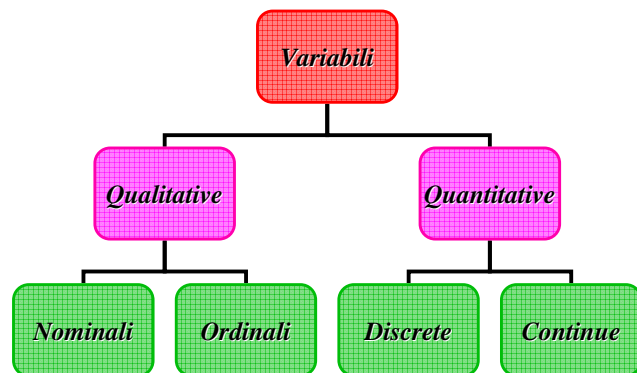 Variabili
Qualitative
Quantitative
Nominali
Ordinali
Discrete
Continue